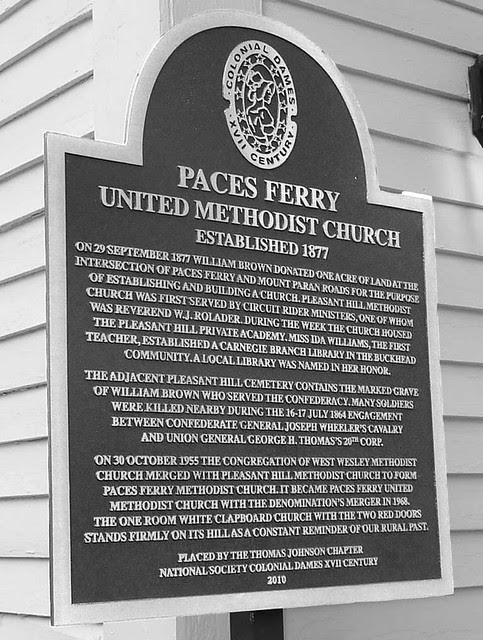 COLONIAL DAMES
XVII CENTURY
PACES FERRY
UNITED METHODIST CHURCH
ESTABLISHED 1877
ON 29 SEPTEMBER 1877 WILLIAM BROWN DONATED ONE ACRE OF LAND AT THE
INTERSECTION OF PACES FERRY AND MOUNT PARAN ROADS FOR THE PURPOSE
OF ESTABLISHING AND BUILDING A CHURCH. PLEASANT HILL METHODIST
CHURCH WAS FIRST SERVED BY CIRCUIT RIDER MINISTERS, ONE OF WHOM
WAS REVEREND W.J. ROLADER. DURING THE WEEK THE CHURCH HOUSED
THE PLEASANT HILL PRIVATE ACADEMY. MISS IDA WILLIAMS, THE FIRST
TEACHER, ESTABLISHED A CARNEGIE BRANCH LIBRARY IN THE BUCKHEAD
COMMUNITY. A LOCAL LIBRARY WAS NAMED IN HER HONOR.
THE ADJACENT PLEASANT HILL CEMETERY CONTAINS THE MARKED GRAVE
OF WILLIAM BROWN WHO SERVED THE CONFEDERACY. MANY SOLDIERS
WERE KILLED NEARBY DURING THE 16-17 JULY 1864 ENGAGEMENT
BETWEEN CONFEDERATE GENERAL JOSEPH WHEELER'S CAVALRY
AND UNION GENERAL GEORGE H. THOMAS'S 20TH CORP.
ON 30 OCTOBER 1955 THE CONGREGATION OF WEST WESLEY METHODIST
CHURCH MERGED WITH PLEASANT HILL METHODIST CHURCH TO FORM
PACES FERRY METHODIST CHURCH. IT BECAME PACES FERRY UNITED
METHODIST CHURCH WITH THE DENOMINATION'S MERGER IN 1968.
THE ONE ROOM WHITE CLAPBOARD CHURCH WITH THE TWO RED DOORS
STANDS FIRMLY ON ITS HILL AS A CONSTANT REMINDER OF OUR RURAL PAST.
PLACED BY THE THOMAS JOHNSON CHAPTER
NATIONAL SOCIETY COLONIAL DAMES XVII CENTURY
2010